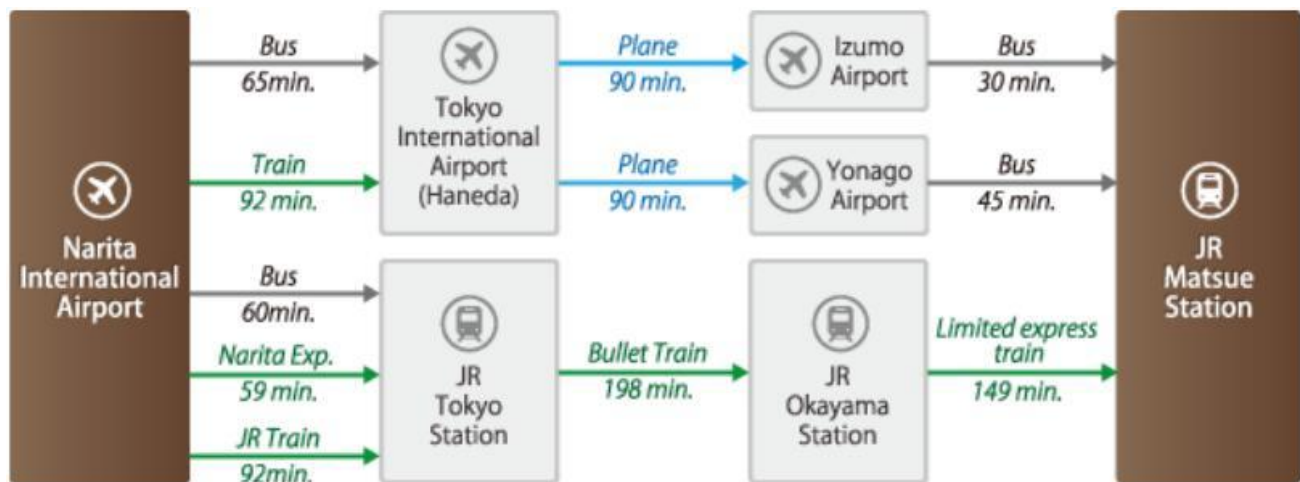 Narita
International
Airport
Bus
65min.
Train
92 min.
Bus
60min.
Narita Exp.
59 min.
JR Train
92min.
Tokyo
International
Airport
(Haneda)
JR
Tokyo
Station
Plane
90 min.
Plane
90 min.
Bullet Train
198 min.
Izumo
Airport
Yonago
Airport
JR
Okayama
Station
Bus
30 min.
Bus
45 min.
Limited express
train
149 min.
JR
Matsue
Station